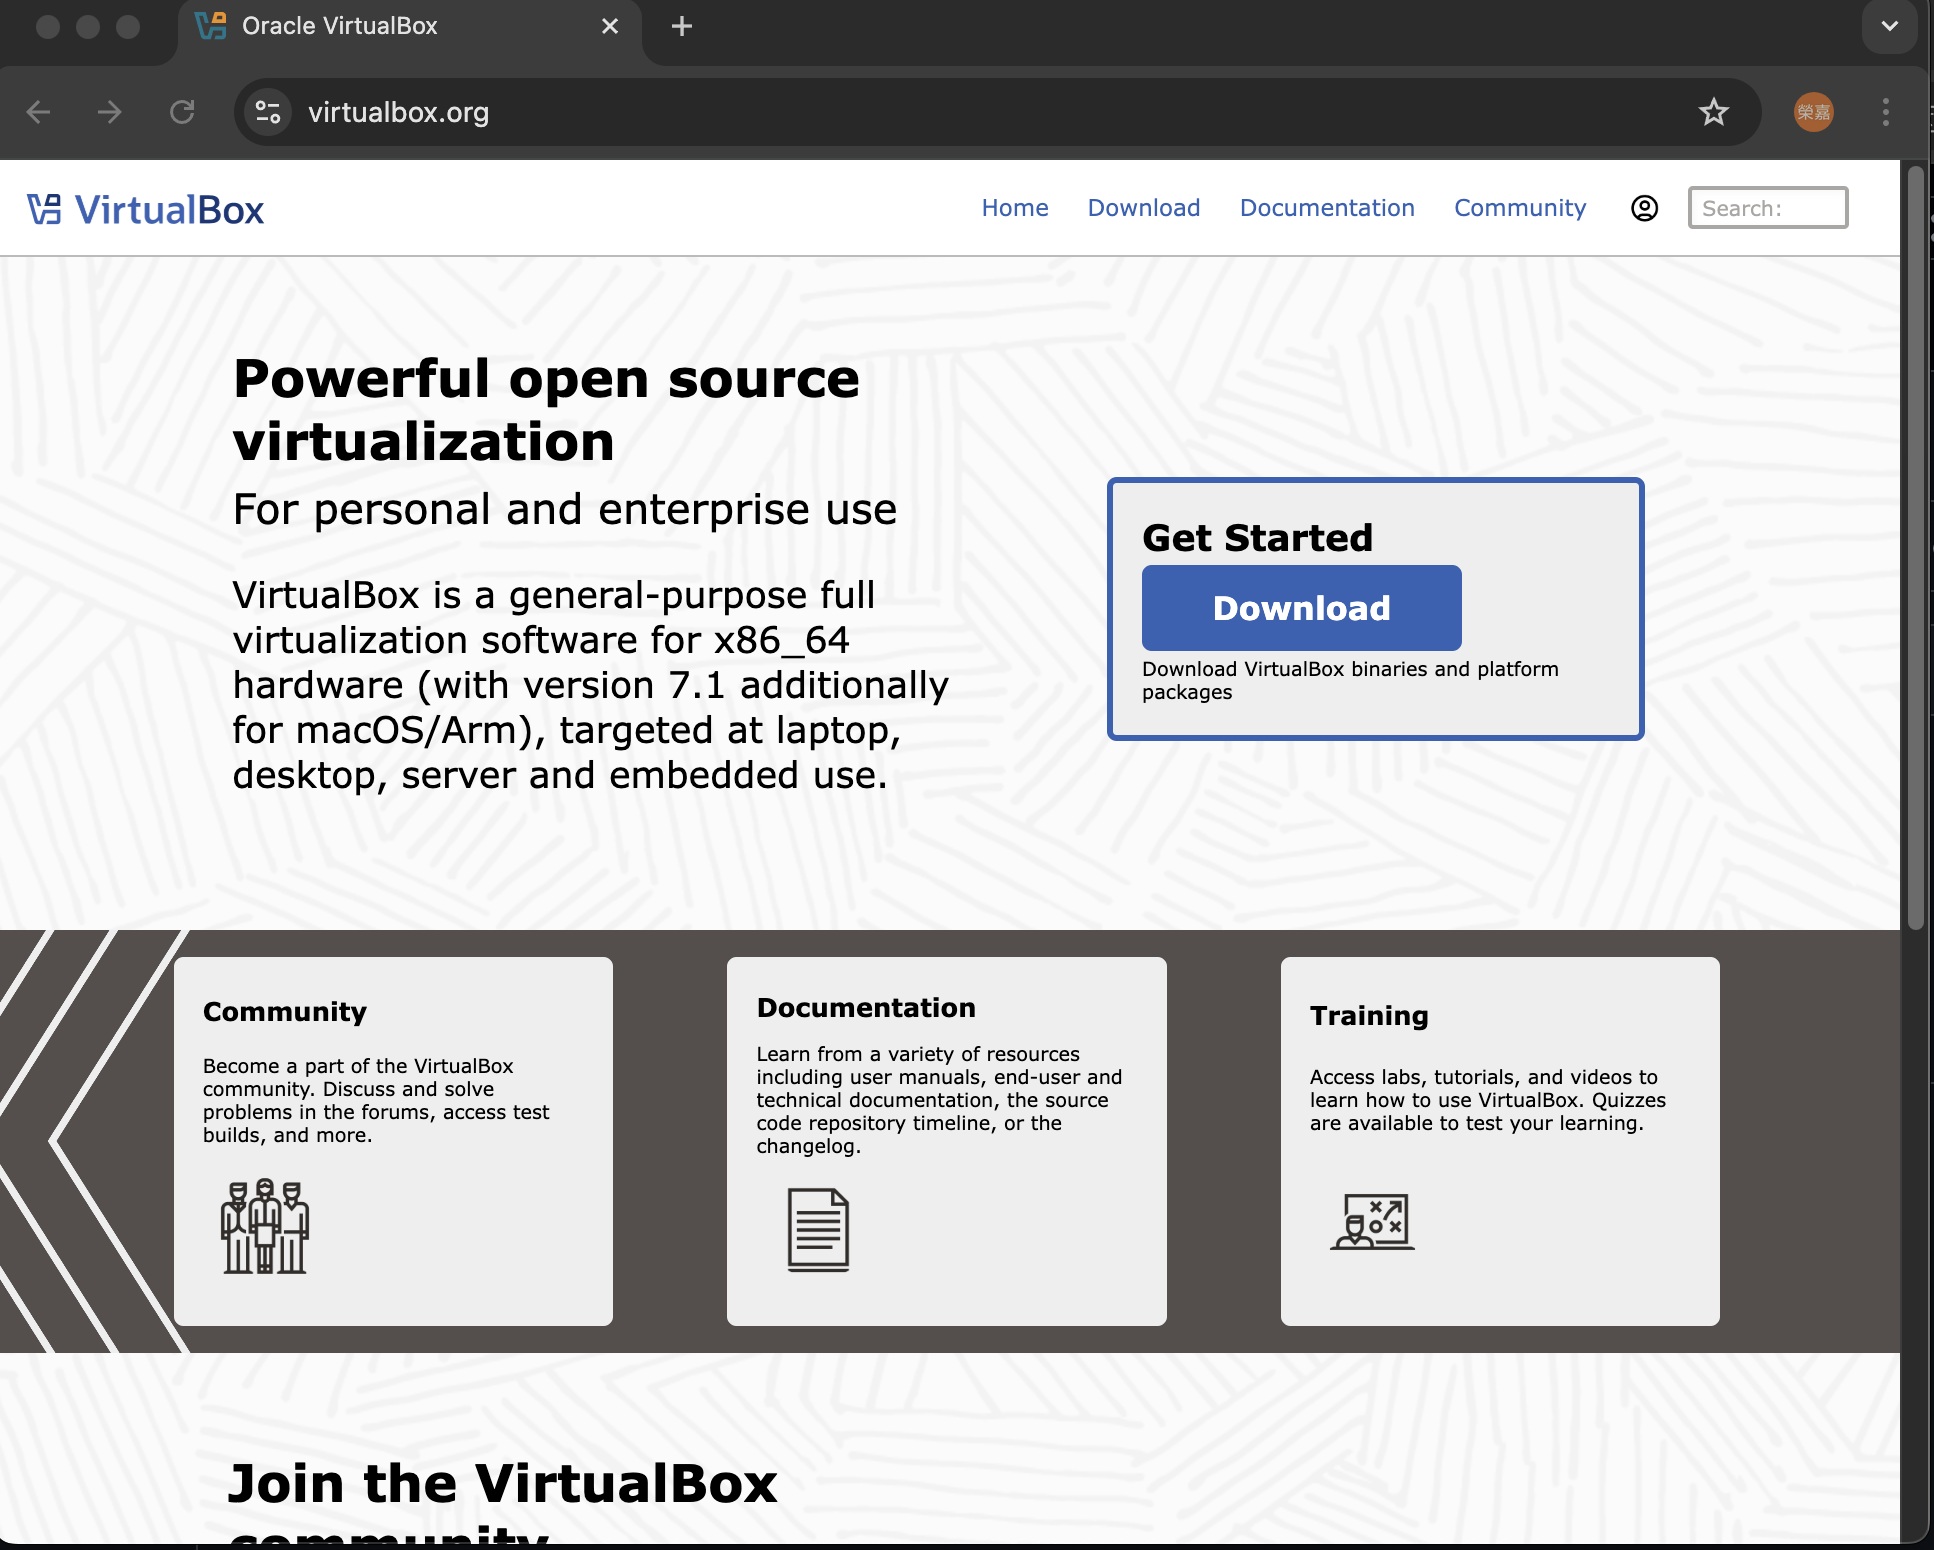 Oracle VirtualBox
virtualbox.org
榮嘉
VirtualBox
Home
Download
Documentation
Community
Search:
Powerful open source
virtualization
For personal and enterprise use
VirtualBox is a general-purpose full
virtualization software for x86_64
hardware (with version 7.1 additionally
for macOS/Arm), targeted at laptop,
desktop, server and embedded use.
Get Started
Download
Download VirtualBox binaries and platform
packages
Community
Become a part of the VirtualBox
community. Discuss and solve
problems in the forums, access test
builds, and more.
Documentation
Learn from a variety of resources
including user manuals, end-user and
technical documentation, the source
code repository timeline, or the
changelog.
Training
Access labs, tutorials, and videos to
learn how to use VirtualBox. Quizzes
are available to test your learning.
Join the VirtualBox
community